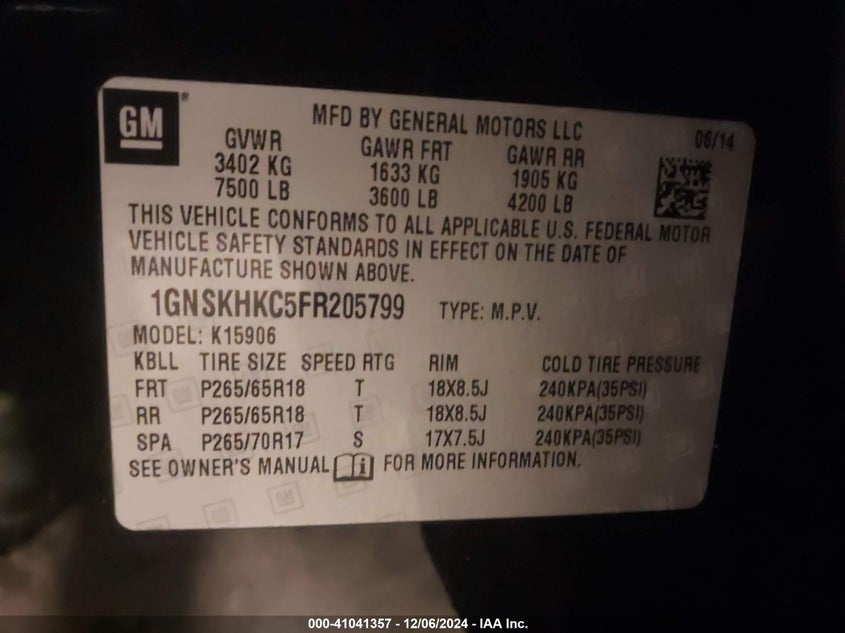 GM®
MFD BY GENERAL MOTORS LLC 06/14
GVWR GAWR FRT GAWR RR
3402 KG 1633 KG 1905 KG
7500 LB 3600 LB 4200 LB
THIS VEHICLE CONFORMS TO ALL APPLICABLE U.S. FEDERAL MOTOR
VEHICLE SAFETY STANDARDS IN EFFECT ON THE DATE OF
MANUFACTURE SHOWN ABOVE.
1GNSKHKC5FR205799 TYPE: M.P.V.
MODEL: K15906
KBLL TIRE SIZE SPEED RTG RIM COLD TIRE PRESSURE
FRT P265/65R18 T 18X8.5J 240KPA(35PSI)
RR P265/65R18 T 18X8.5J 240KPA(35PSI)
SPA P265/70R17 S 17X7.5J 240KPA(35PSI)
SEE OWNER'S MANUAL FOR MORE INFORMATION.
000-41041357 - 12/06/2024 - IAA Inc.